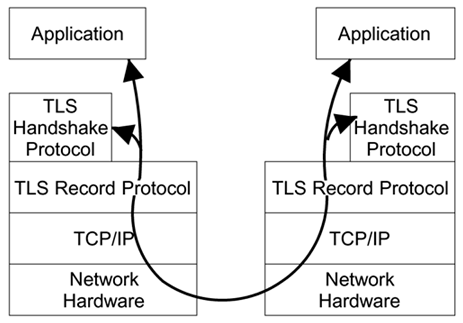 Application
Application
TLS
Handshake
Protocol
TLS
Handshake
Protocol
TLS Record Protocol
TLS Record Protocol
TCP/IP
TCP/IP
Network
Hardware
Network
Hardware